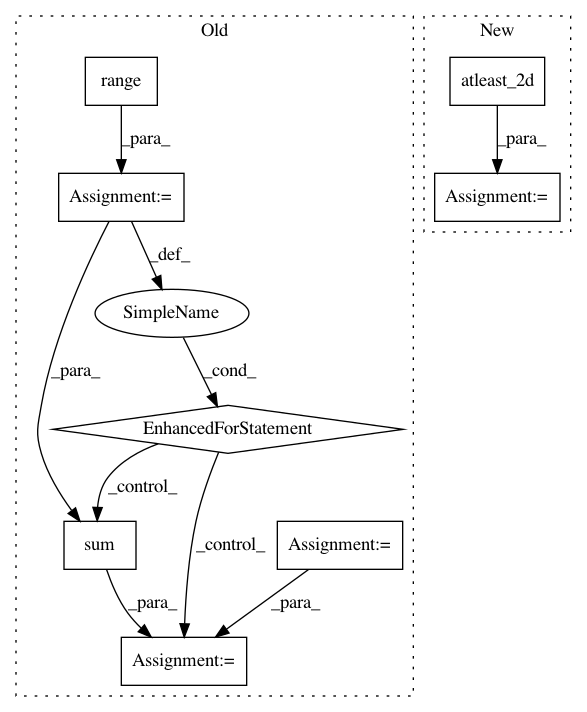 Old
New
range
atleast_2d
_para_
_para_
Assignment:=
Assignment:=
_def_
SimpleName
_para_
_cond_
EnhancedForStatement
_control_
_control_
sum
Assignment:=
_para_
_para_
Assignment:=